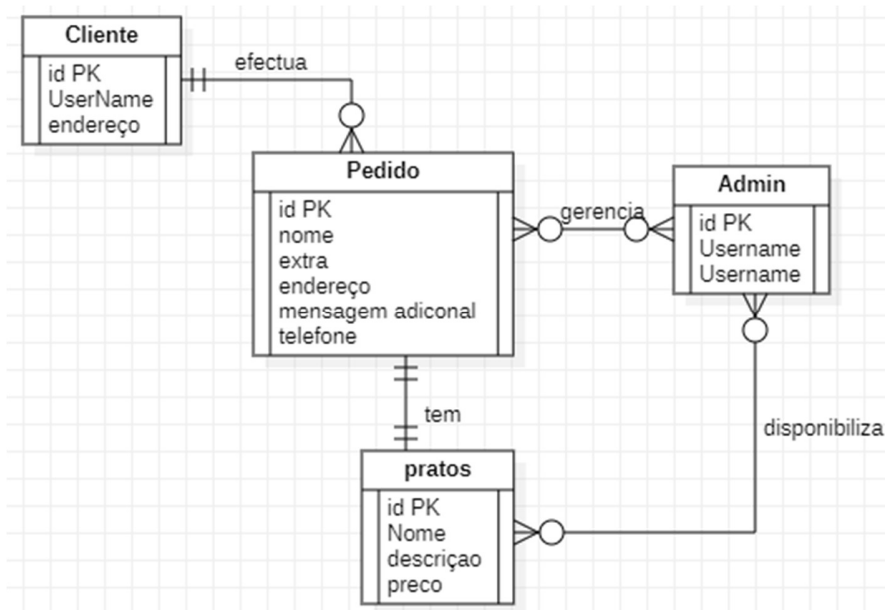 Cliente
id PK
UserName
endereço
efectua
Pedido
id PK
nome
extra
endereço
mensagem adiconal
telefone
gerencia
Admin
id PK
Username
Username
tem
disponibiliza
pratos
id PK
Nome
descriçao
preco